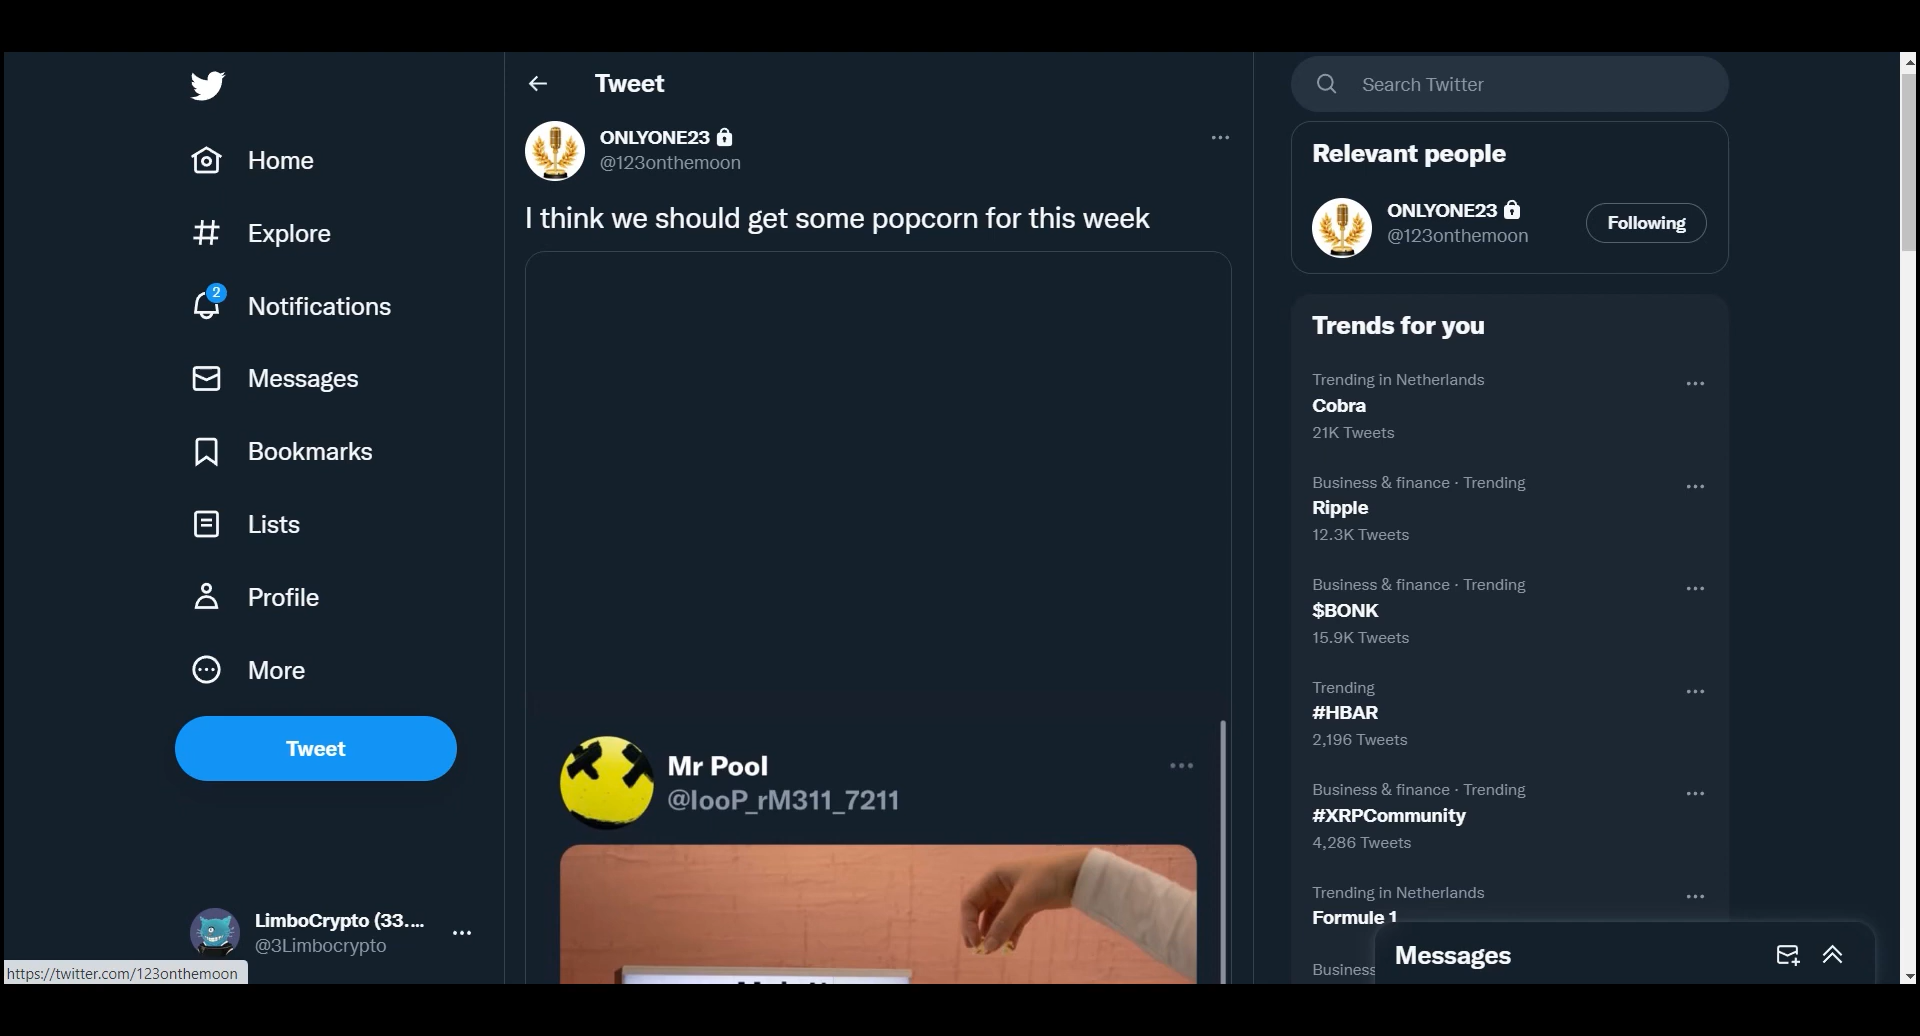 Home
Explore
2
Notifications
Messages
Bookmarks
Lists
Profile
More
Tweet
LimboCrypto (33....
@3Limbocrypto
https://twitter.com/123onthemoon
Tweet
ONLYONE23
@123onthemoon
I think we should get some popcorn for this week
Mr Pool
@looP_rM311_7211
Search Twitter
Relevant people
ONLYONE23
@123onthemoon
Following
Trends for you
Trending in Netherlands
Cobra
21K Tweets
Business & finance · Trending
Ripple
12.3K Tweets
Business & finance · Trending
$BONK
15.9K Tweets
Trending
#HBAR
2,196 Tweets
Business & finance · Trending
#XRPCommunity
4,286 Tweets
Trending in Netherlands
Formule 1
Business
Messages